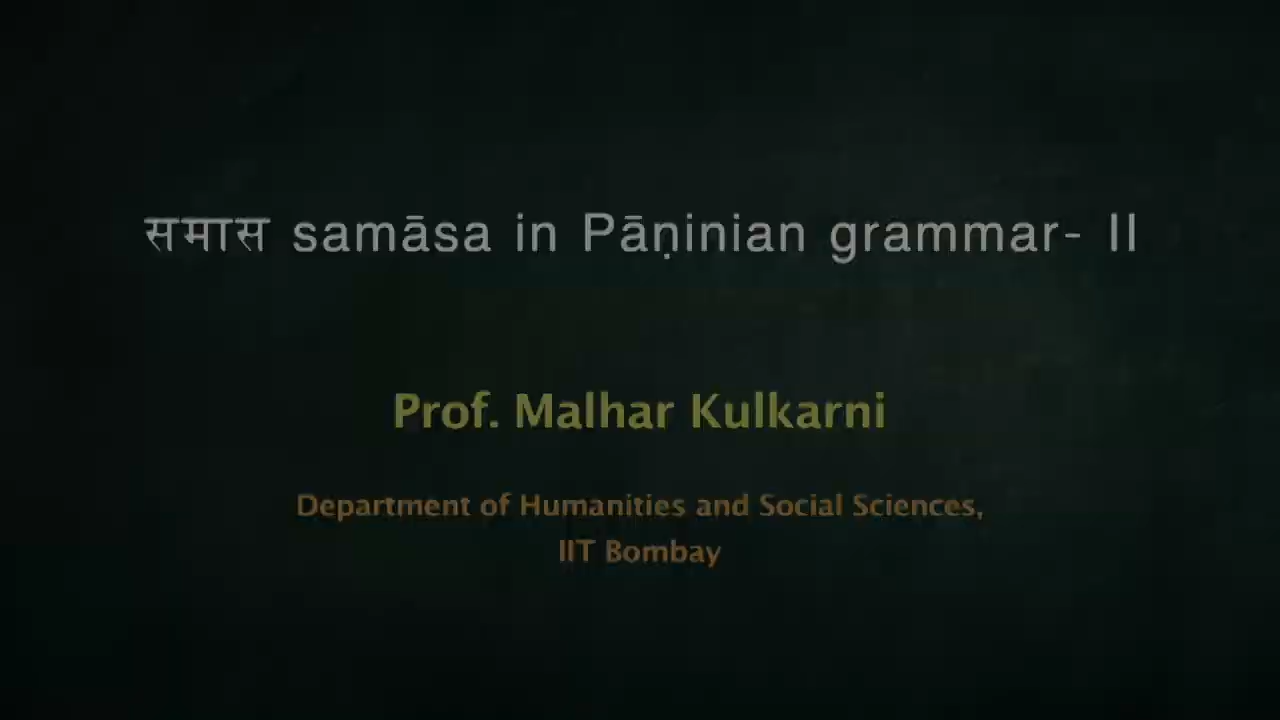 समास samāsa in Pāṇinian grammar- II
Prof. Malhar Kulkarni
Department of Humanities and Social Sciences,
IIT Bombay